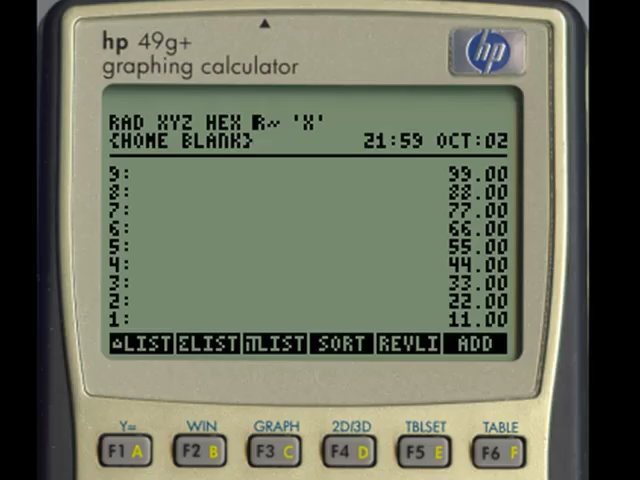 hp 49g+
graphing calculator
hp
RAD XYZ HEX R~ 'X'
{HOME BLANK} 21:59 OCT:02
9: 99.00
8: 88.00
7: 77.00
6: 66.00
5: 55.00
4: 44.00
3: 33.00
2: 22.00
1: 11.00
△LIST ΣLIST ΠLIST SORT REVLI ADD
Y= WIN GRAPH 2D/3D TBLSET TABLE
F1 A F2 B F3 C F4 D F5 E F6 F